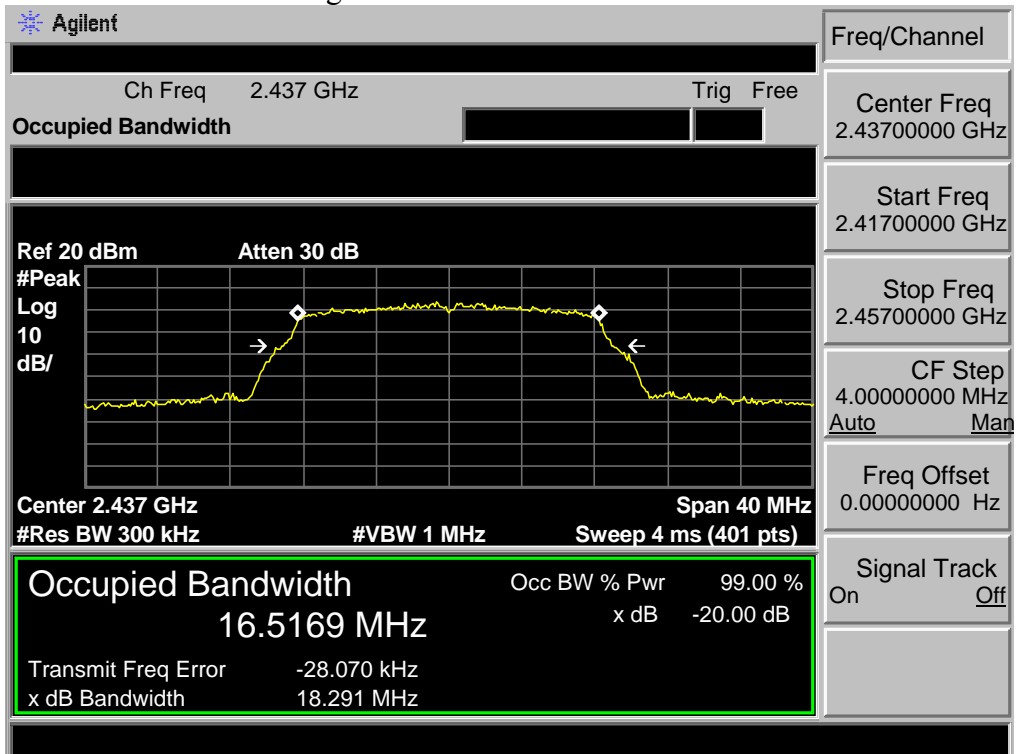 Agilent
Freq/Channel
Ch Freq 2.437 GHz Trig Free
Occupied Bandwidth
Center Freq
2.43700000 GHz
Start Freq
2.41700000 GHz
Ref 20 dBm Atten 30 dB
#Peak
Log
10
dB/
Stop Freq
2.45700000 GHz
CF Step
4.00000000 MHz
Auto Man
Freq Offset
0.00000000 Hz
Center 2.437 GHz Span 40 MHz
#Res BW 300 kHz #VBW 1 MHz Sweep 4 ms (401 pts)
Signal Track
On Off
Occupied Bandwidth Occ BW % Pwr 99.00 %
16.5169 MHz x dB -20.00 dB
Transmit Freq Error -28.070 kHz
x dB Bandwidth 18.291 MHz